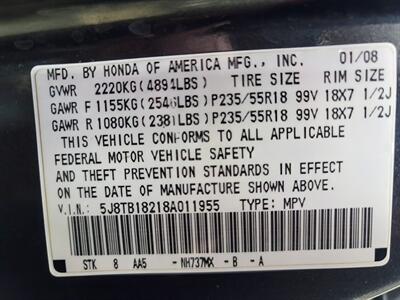 MFD. BY HONDA OF AMERICA MFG., INC. 01/08
GVWR 2220KG(4894LBS) TIRE SIZE RIM SIZE
GAWR F 1155KG(2546LBS) P235/55R18 99V 18X7 1/2J
GAWR R 1080KG(2381LBS) P235/55R18 99V 18X7 1/2J
THIS VEHICLE CONFORMS TO ALL APPLICABLE
FEDERAL MOTOR VEHICLE SAFETY
AND THEFT PREVENTION STANDARDS IN EFFECT
ON THE DATE OF MANUFACTURE SHOWN ABOVE.
V.I.N.: 5J8TB18218A011955 TYPE: MPV
STK 8 AA5 -NH737MX -B -A